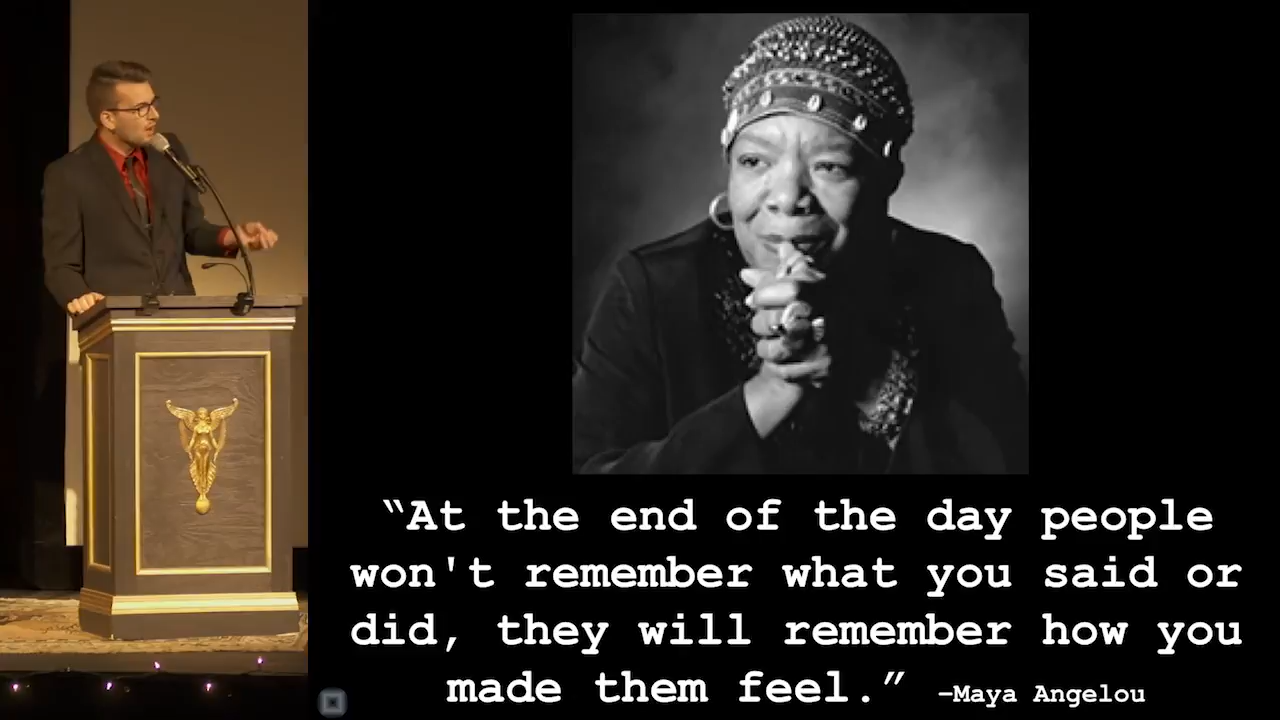 “At the end of the day people
won't remember what you said or
did, they will remember how you
made them feel.” –Maya Angelou